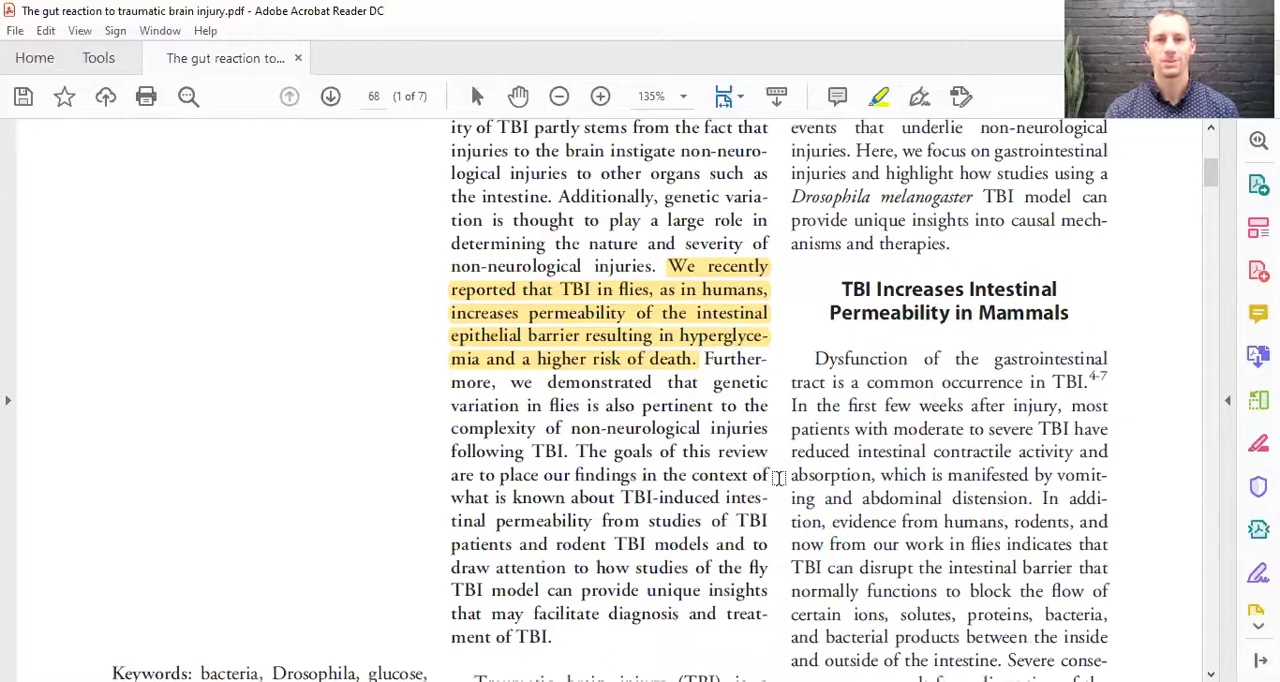 The gut reaction to traumatic brain injury.pdf - Adobe Acrobat Reader DC
File Edit View Sign Window Help
Home Tools The gut reaction to... ×
68 (1 of 7) 135%
ity of TBI partly stems from the fact that
injuries to the brain instigate non-neuro-
logical injuries to other organs such as
the intestine. Additionally, genetic varia-
tion is thought to play a large role in
determining the nature and severity of
non-neurological injuries. We recently
reported that TBI in flies, as in humans,
increases permeability of the intestinal
epithelial barrier resulting in hyperglyce-
mia and a higher risk of death. Further-
more, we demonstrated that genetic
variation in flies is also pertinent to the
complexity of non-neurological injuries
following TBI. The goals of this review
are to place our findings in the context of
what is known about TBI-induced intes-
tinal permeability from studies of TBI
patients and rodent TBI models and to
draw attention to how studies of the fly
TBI model can provide unique insights
that may facilitate diagnosis and treat-
ment of TBI.
Keywords: bacteria, Drosophila, glucose,
Traumatic brain injury (TBI) is a
events that underlie non-neurological
injuries. Here, we focus on gastrointestinal
injuries and highlight how studies using a
Drosophila melanogaster TBI model can
provide unique insights into causal mech-
anisms and therapies.
TBI Increases Intestinal
Permeability in Mammals
Dysfunction of the gastrointestinal
tract is a common occurrence in TBI.4-7
In the first few weeks after injury, most
patients with moderate to severe TBI have
reduced intestinal contractile activity and
absorption, which is manifested by vomit-
ing and abdominal distension. In addi-
tion, evidence from humans, rodents, and
now from our work in flies indicates that
TBI can disrupt the intestinal barrier that
normally functions to block the flow of
certain ions, solutes, proteins, bacteria,
and bacterial products between the inside
and outside of the intestine. Severe conse-